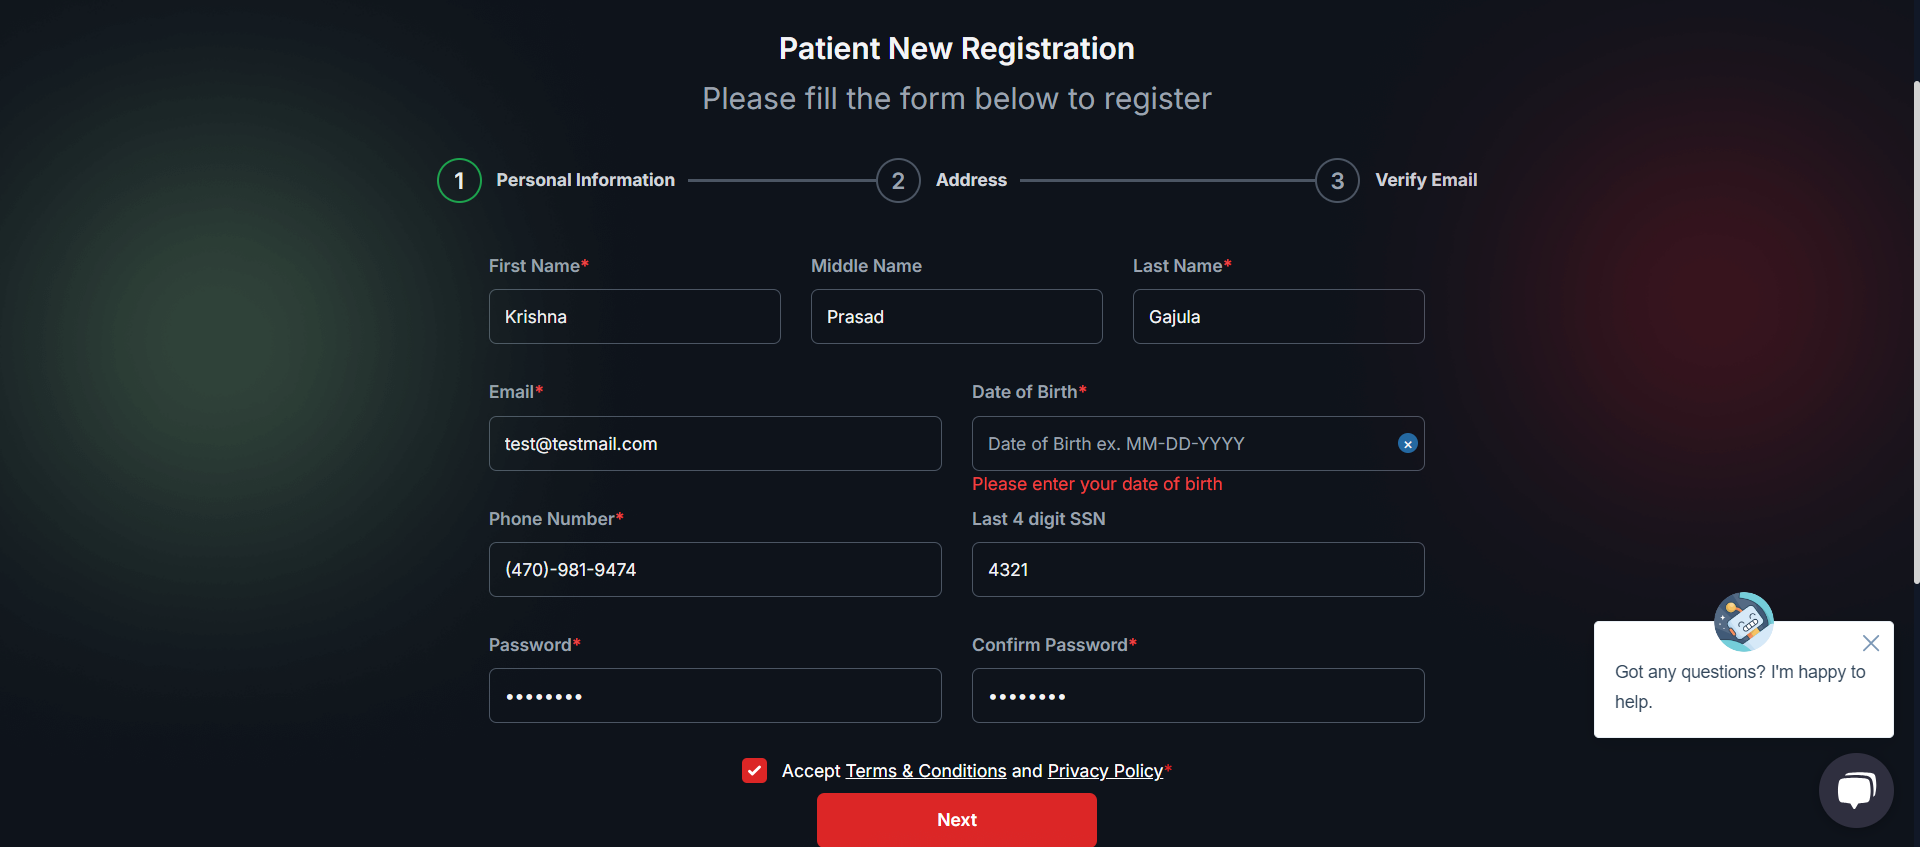 Patient New Registration
Please fill the form below to register
1 Personal Information 2 Address 3 Verify Email
First Name* Middle Name Last Name*
Krishna Prasad Gajula
Email* Date of Birth*
test@testmail.com Date of Birth ex. MM-DD-YYYY
Please enter your date of birth
Phone Number* Last 4 digit SSN
(470)-981-9474 4321
Password* Confirm Password*
•••••••• ••••••••
Got any questions? I'm happy to
help.
Accept Terms & Conditions and Privacy Policy*
Next